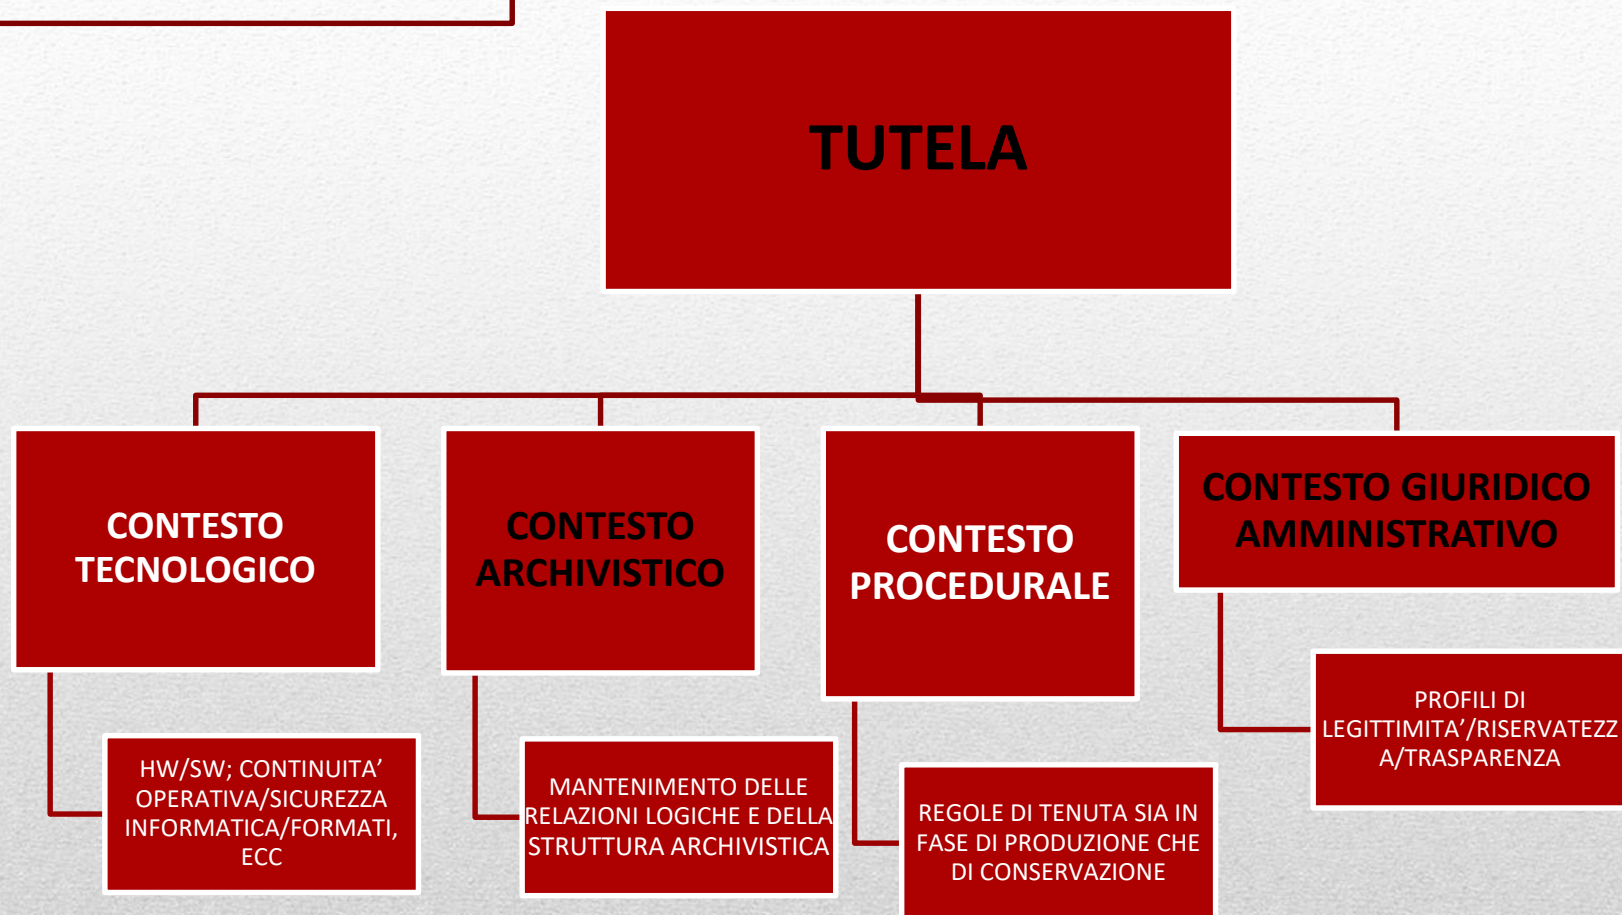 TUTELA
CONTESTO
TECNOLOGICO
HW/SW; CONTINUITA’
OPERATIVA/SICUREZZA
INFORMATICA/FORMATI,
ECC
CONTESTO
ARCHIVISTICO
MANTENIMENTO DELLE
RELAZIONI LOGICHE E DELLA
STRUTTURA ARCHIVISTICA
CONTESTO
PROCEDURALE
REGOLE DI TENUTA SIA IN
FASE DI PRODUZIONE CHE
DI CONSERVAZIONE
CONTESTO GIURIDICO
AMMINISTRATIVO
PROFILI DI
LEGITTIMITA’/RISERVATEZZ
A/TRASPARENZA